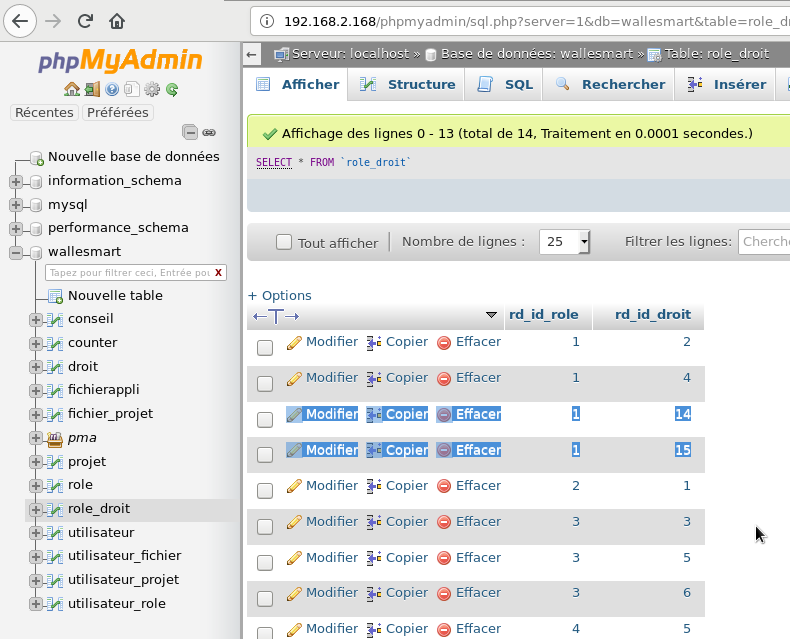 192.168.2.168/phpmyadmin/sql.php?server=1&db=wallesmart&table=role_d
phpMyAdmin
Récentes Préférées
Nouvelle base de données
information_schema
mysql
performance_schema
wallesmart
Tapez pour filtrer ceci, Entrée pou X
Nouvelle table
conseil
counter
droit
fichierappli
fichier_projet
pma
projet
role
role_droit
utilisateur
utilisateur_fichier
utilisateur_projet
utilisateur_role
Serveur: localhost » Base de données: wallesmart » Table: role_droit
Afficher Structure SQL Rechercher Insérer
Affichage des lignes 0 - 13 (total de 14, Traitement en 0.0001 secondes.)
SELECT * FROM `role_droit`
Tout afficher Nombre de lignes : 25 Filtrer les lignes: Cherch
+ Options
←T→ rd_id_role rd_id_droit
Modifier Copier Effacer 1 2
Modifier Copier Effacer 1 4
Modifier Copier Effacer 1 14
Modifier Copier Effacer 1 15
Modifier Copier Effacer 2 1
Modifier Copier Effacer 3 3
Modifier Copier Effacer 3 5
Modifier Copier Effacer 3 6
Modifier Copier Effacer 4 5